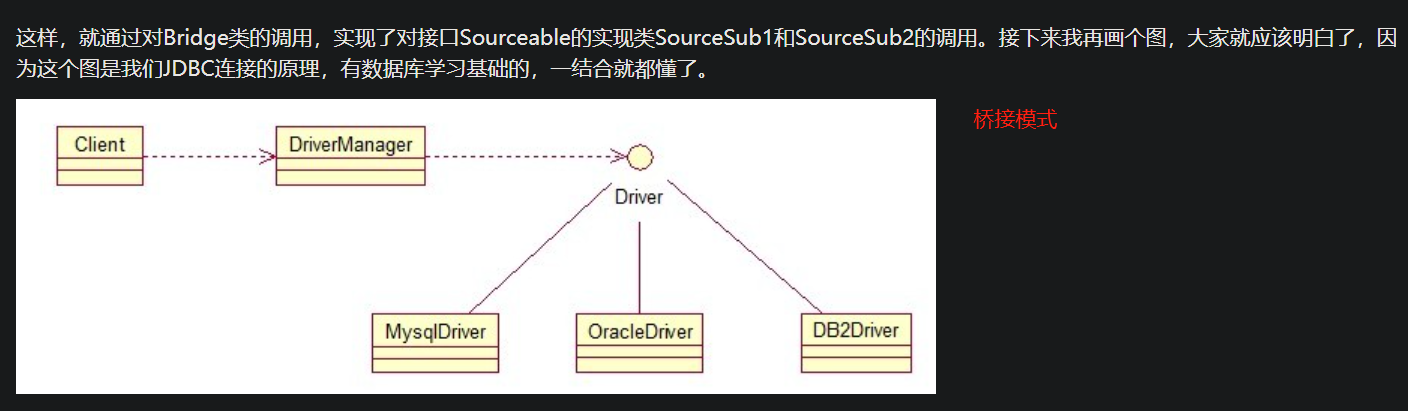 这样，就通过对Bridge类的调用，实现了对接口Sourceable的实现类SourceSub1和SourceSub2的调用。接下来我再画个图，大家就应该明白了，因
为这个图是我们JDBC连接的原理，有数据库学习基础的，一结合就都懂了。
桥接模式
Client
DriverManager
Driver
MysqlDriver
OracleDriver
DB2Driver